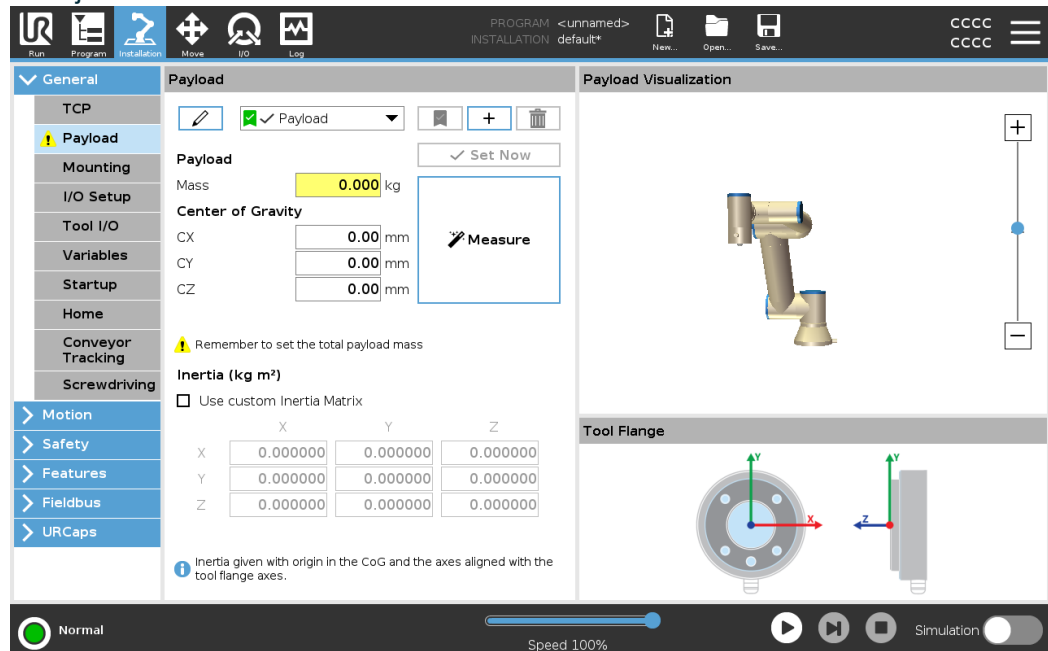 PROGRAM <unnamed>
INSTALLATION default*
CCCC
CCCC
Run Program Installation Move I/O Log New... Open... Save...
General
TCP
Payload
Mounting
I/O Setup
Tool I/O
Variables
Startup
Home
Conveyor
Tracking
Screwdriving
Motion
Safety
Features
Fieldbus
URCaps
Payload
Payload
+
Payload
Set Now
Mass 0.000 kg
Center of Gravity
CX 0.00 mm
CY 0.00 mm
CZ 0.00 mm
Measure
Remember to set the total payload mass
Inertia (kg m²)
Use custom Inertia Matrix
X Y Z
X 0.000000 0.000000 0.000000
Y 0.000000 0.000000 0.000000
Z 0.000000 0.000000 0.000000
Inertia given with origin in the CoG and the axes aligned with the
tool flange axes.
Payload Visualization
+
−
Tool Flange
Y Y
X Z
Normal
Speed 100%
Simulation